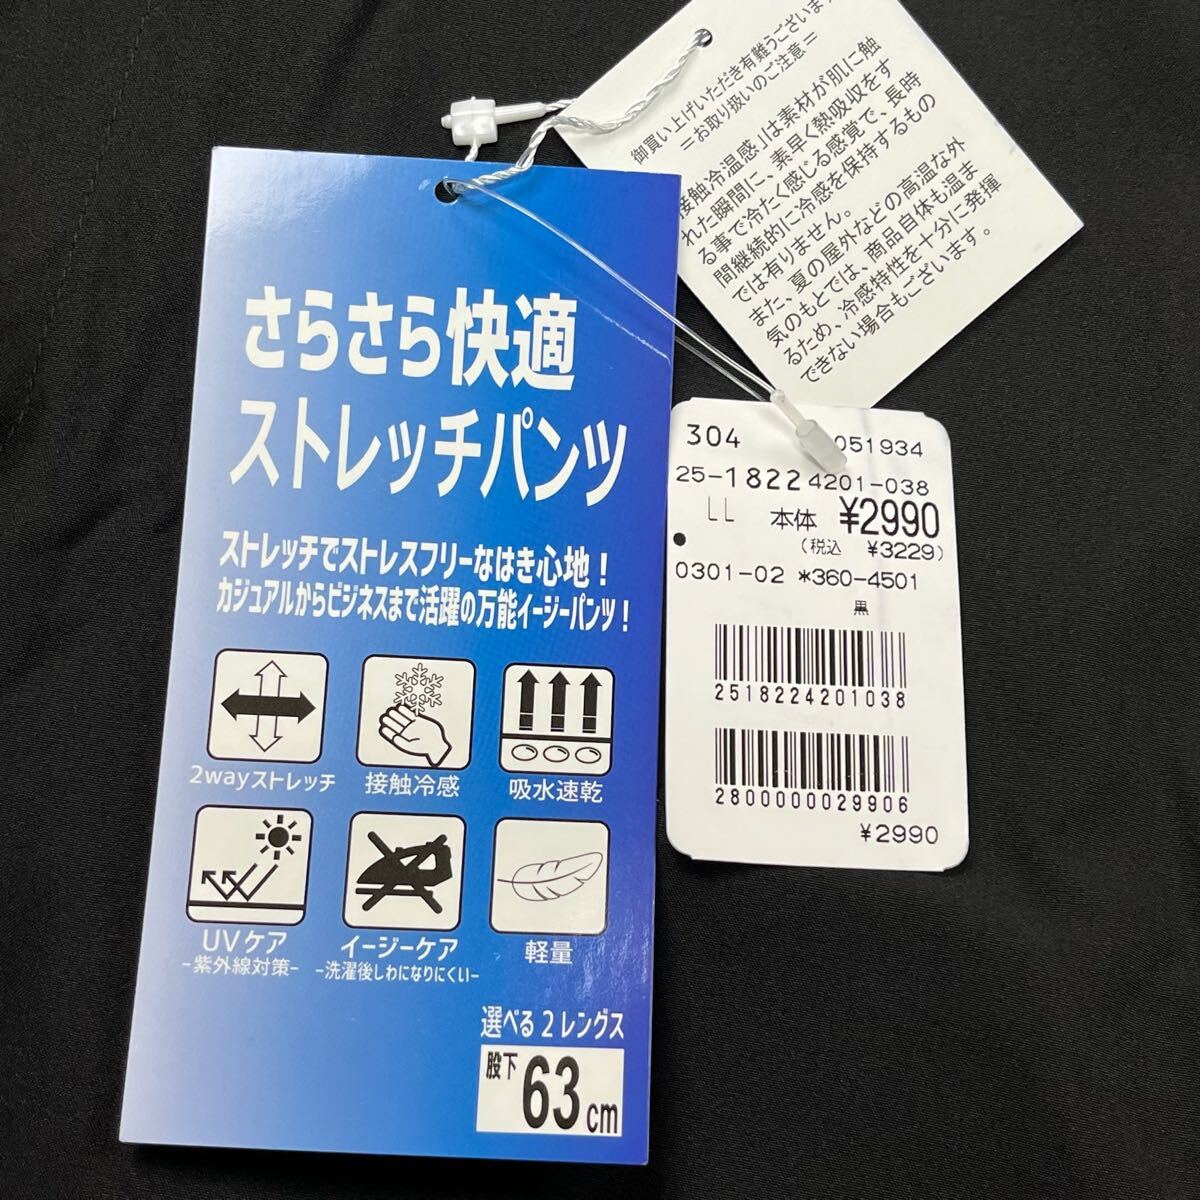 さらさら快適
ストレッチパンツ
ストレッチでストレスフリーなはき心地！
カジュアルからビジネスまで活躍の万能イージーパンツ！
2wayストレッチ
接触冷感
吸水速乾
UVケア
-紫外線対策-
イージーケア
-洗濯後しわになりにくい-
軽量
選べる2レングス
股下 63cm
御買い上げいただき有難うございま
＝お取り扱いのご注意＝
接触冷温感」は素材が肌に触
れた瞬間に、素早く熱吸収をす
る事で冷たく感じる感覚で、長時
間継続的に冷感を保持するもの
では有りません。
また、夏の屋外などの高温な外
気のもとでは、商品自体も温ま
るため、冷感特性を十分に発揮
できない場合もございます。
304 051934
25-1822 4201-038
LL 本体 ¥2990
(税込 ¥3229)
0301-02 *360-4501
黒
2518224201038
2800000029906
¥2990